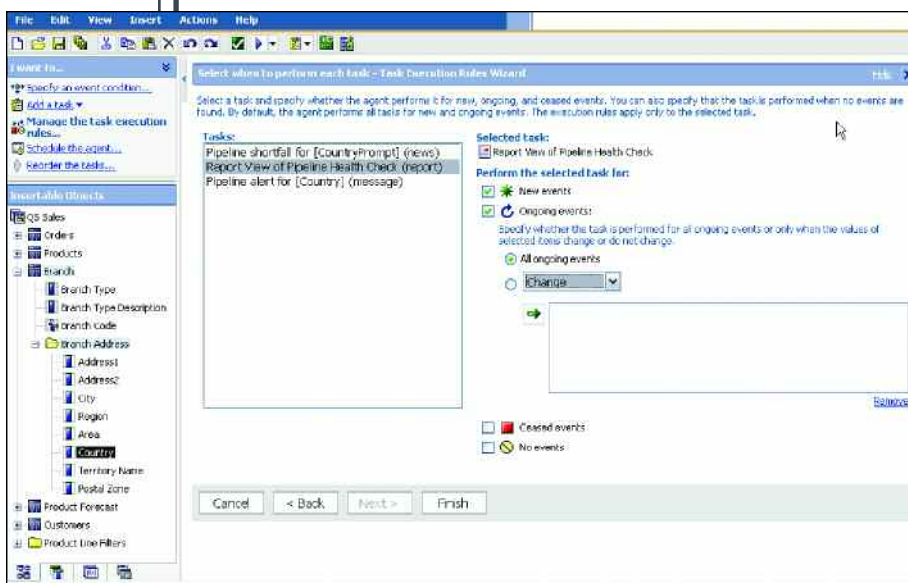 File Edit View Insert Actions Help
I want to...
Specify an event condition...
Add a task
Manage the task execution
rules...
Schedule the agent...
Reorder the tasks...
Insertable Objects
QS Sales
Orders
Products
Branch
Branch Type
Branch Type Description
Branch Code
Branch Address
Address1
Address2
City
Region
Area
Country
Territory Name
Postal Zone
Product Forecast
Customers
Product Line Filters
Select when to perform each task - Task Execution Rules Wizard
Help
Select a task and specify whether the agent performs it for new, ongoing, and ceased events. You can also specify that the task is performed when no events are
found. By default, the agent performs all tasks for new and ongoing events. The execution rules apply only to the selected task.
Tasks:
Pipeline shortfall for [CountryPrompt] (news)
Report View of Pipeline Health Check (report)
Pipeline alert for [Country] (message)
Selected task:
Report View of Pipeline Health Check
Perform the selected task for:
New events
Ongoing events:
Specify whether the task is performed for all ongoing events or only when the values of
selected items change or do not change.
All ongoing events
Change
Remove
Ceased events
No events
Cancel < Back Next > Finish